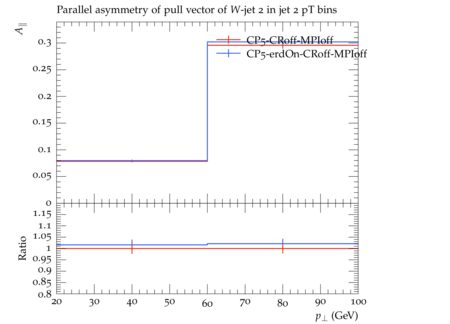 Parallel asymmetry of pull vector of W-jet 2 in jet 2 pT bins
A∥
CP5-CRoff-MPIoff
CP5-erdOn-CRoff-MPIoff
0.3
0.25
0.2
0.15
0.1
0.05
0
Ratio
1.15
1.1
1.05
1
0.95
0.9
0.85
0.8
20 30 40 50 60 70 80 90 100
p⊥ (GeV)